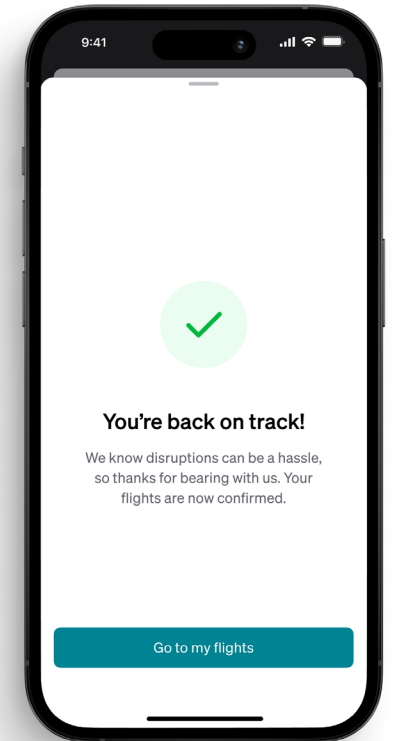 9:41
You’re back on track!
We know disruptions can be a hassle,
so thanks for bearing with us. Your
flights are now confirmed.
Go to my flights